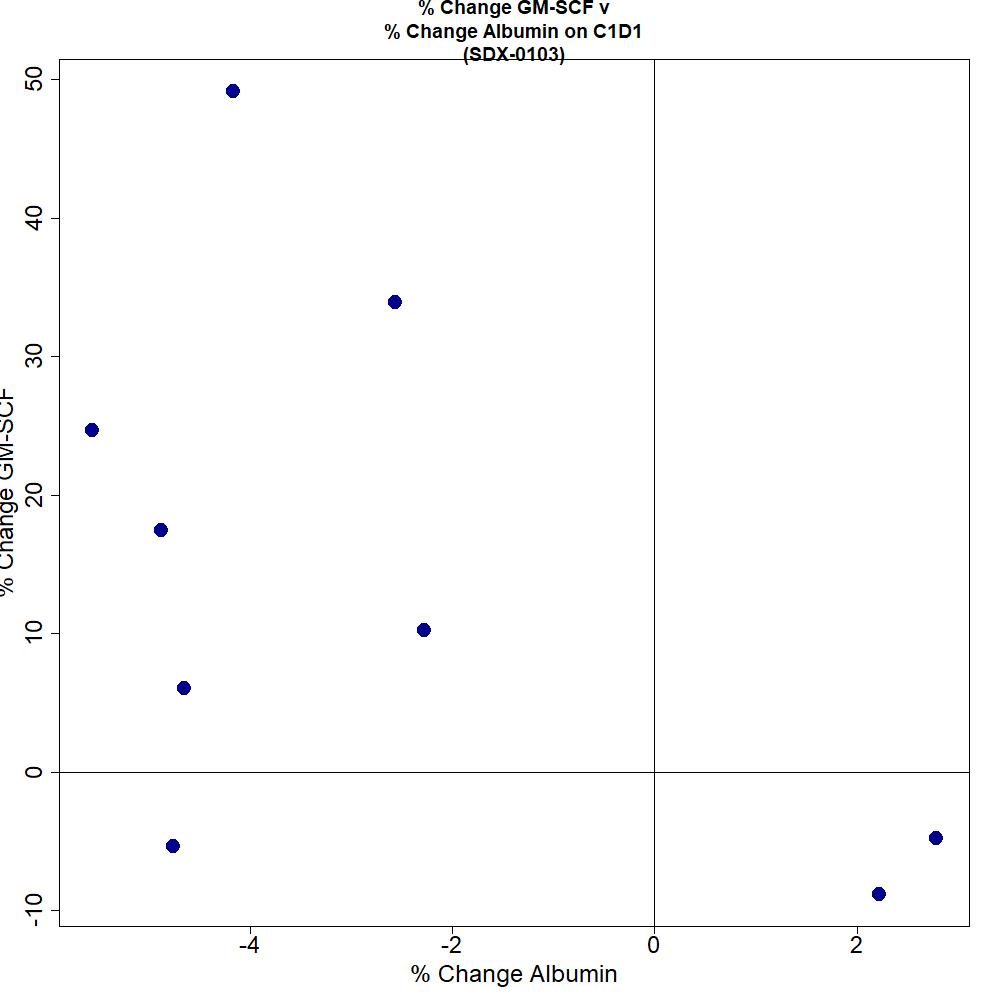 % Change GM-SCF v
% Change Albumin on C1D1
(SDX-0103)
50
40
30
20
10
0
-10
% Change GM-SCF
-4
-2
0
2
% Change Albumin